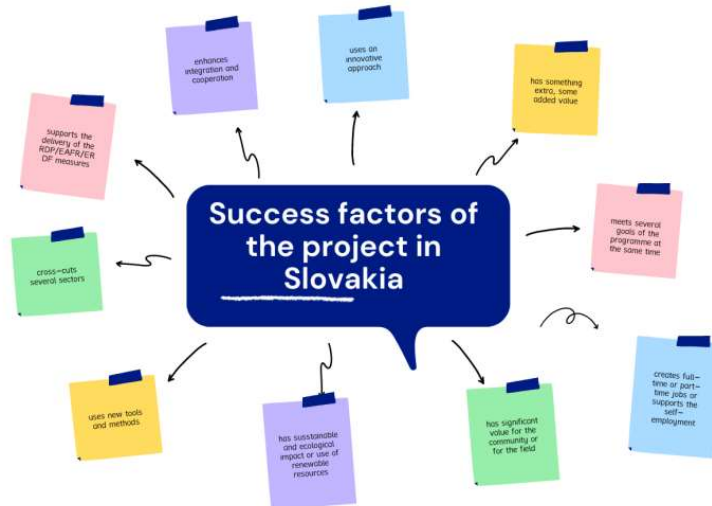 enhances
integration and
cooperation
uses an
innovative
approach
has something
extra, some
added value
supports the
delivery of the
RDP/EAFR/ER
DF measures
Success factors of
the project in
Slovakia
meets several
goals of the
programme at
the same time
cross-cuts
several sectors
uses new tools
and methods
has susstainable
and ecological
impact or use of
renewable
resources
has significant
value for the
community or
for the field
creates full-
time or part-
time jobs or
supports the
self-
employment